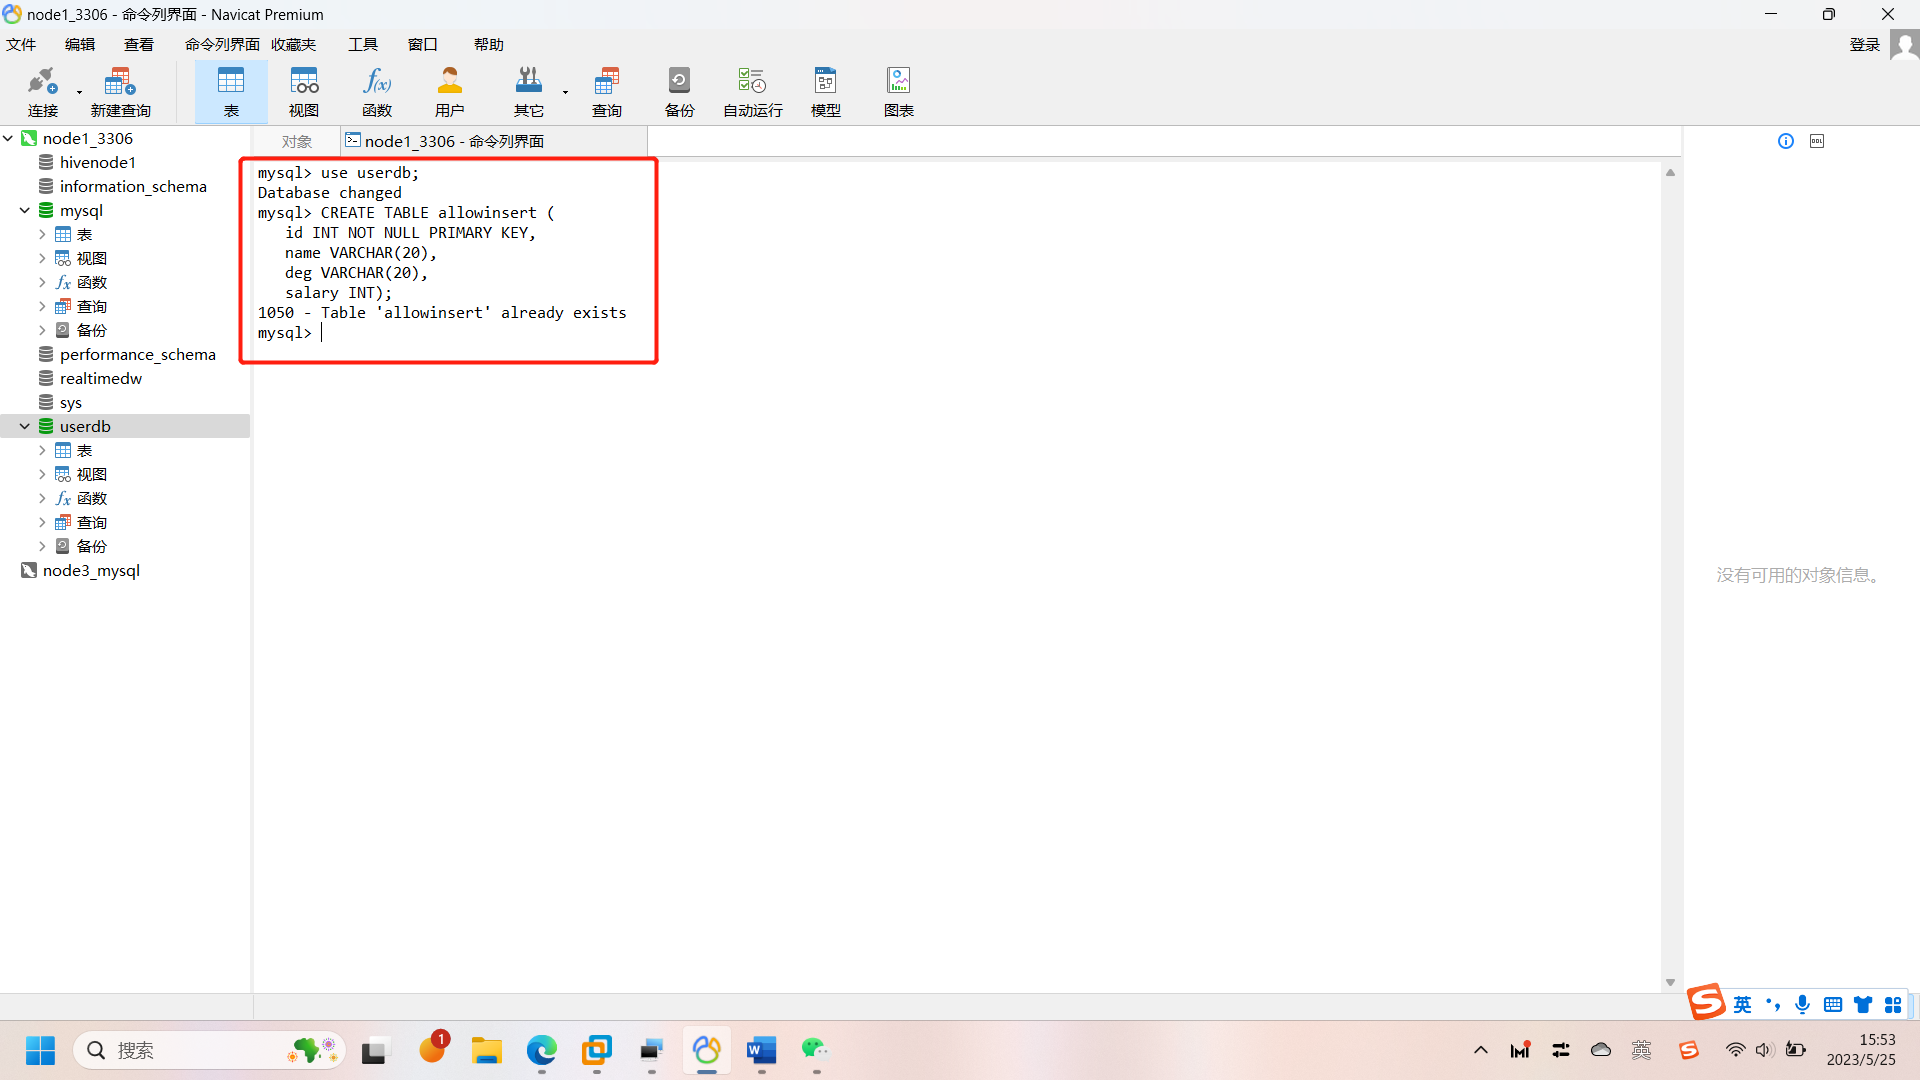 node1_3306 - 命令列界面 - Navicat Premium
文件 编辑 查看 命令列界面 收藏夹 工具 窗口 帮助 登录
连接 新建查询 表 视图 函数 用户 其它 查询 备份 自动运行 模型 图表
node1_3306
hivenode1
information_schema
mysql
表
视图
函数
查询
备份
performance_schema
realtimedw
sys
userdb
表
视图
函数
查询
备份
node3_mysql
对象 node1_3306 - 命令列界面
mysql> use userdb;
Database changed
mysql> CREATE TABLE allowinsert (
id INT NOT NULL PRIMARY KEY,
name VARCHAR(20),
deg VARCHAR(20),
salary INT);
1050 - Table 'allowinsert' already exists
mysql>
没有可用的对象信息。
英
搜索
1
英
15:53
2023/5/25